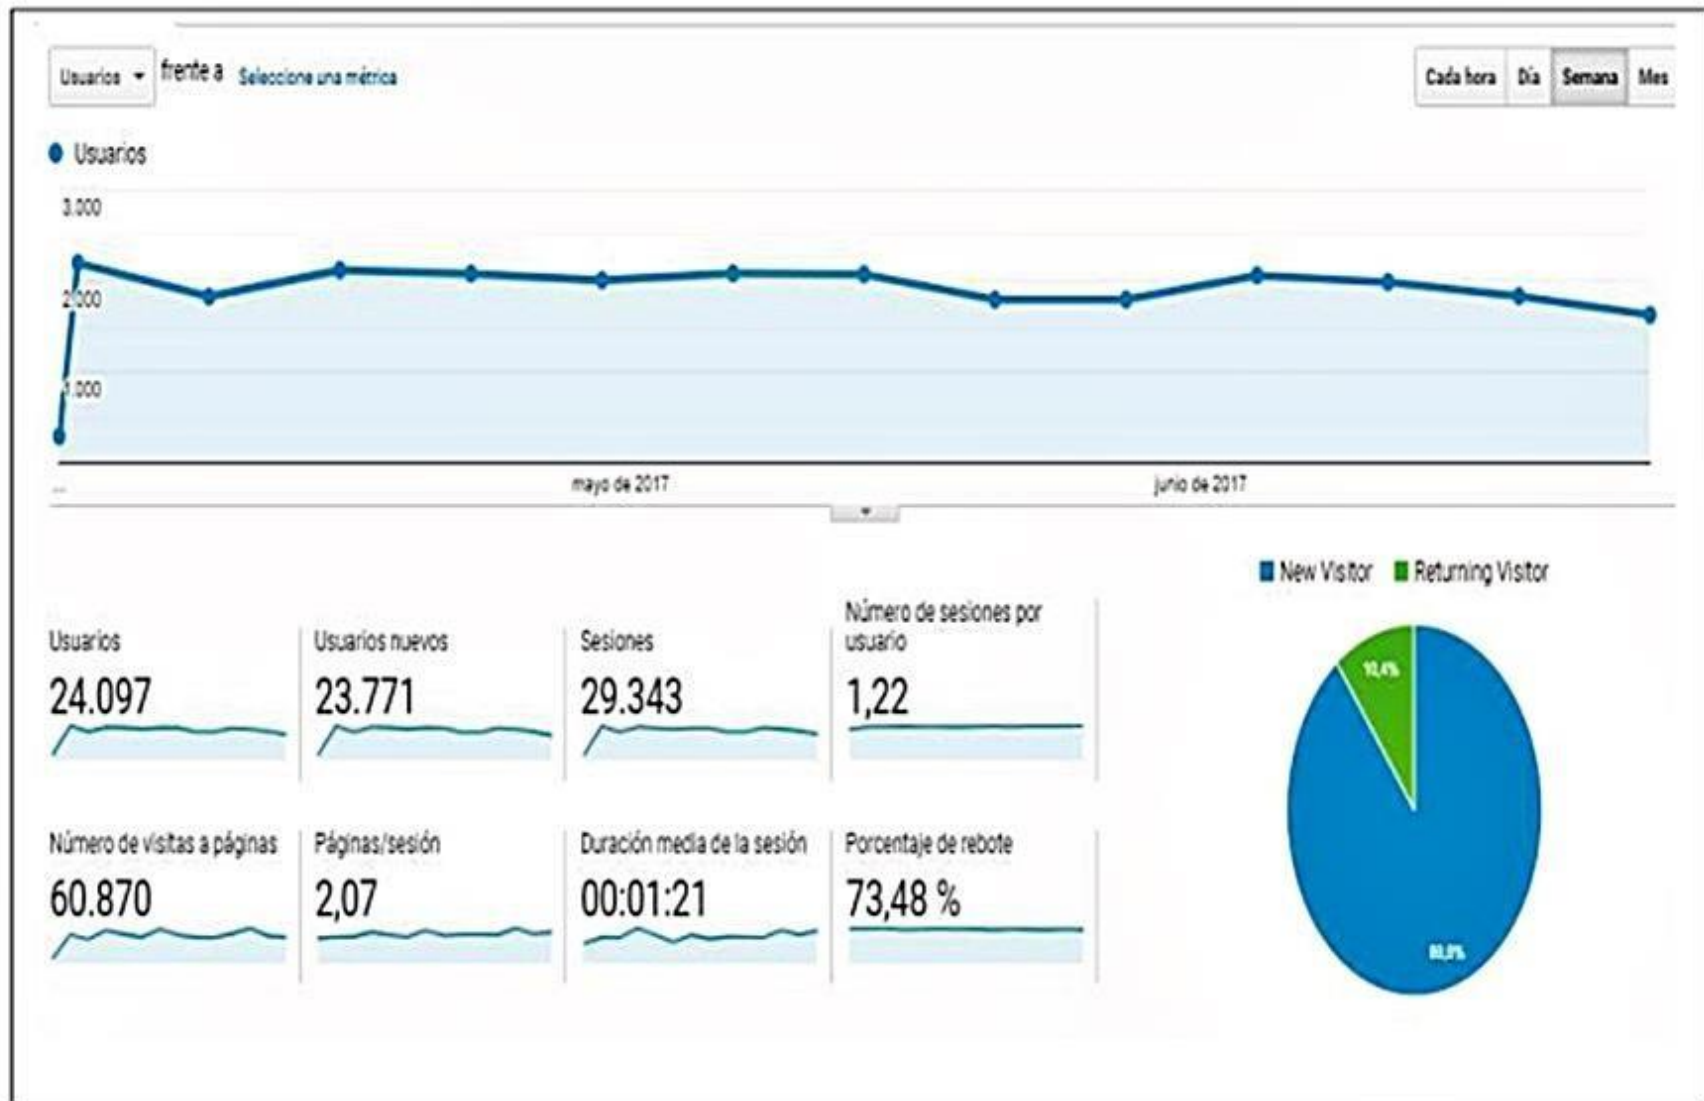 Usuarios frente a Seleccione una métrica
Cada hora Día Semana Mes
Usuarios
3.000
2.000
1.000
... mayo de 2017 junio de 2017
New Visitor Returning Visitor
Usuarios
24.097
Usuarios nuevos
23.771
Sesiones
29.343
Número de sesiones por
usuario
1,22
Número de visitas a páginas
60.870
Páginas/sesión
2,07
Duración media de la sesión
00:01:21
Porcentaje de rebote
73,48 %
10,4%